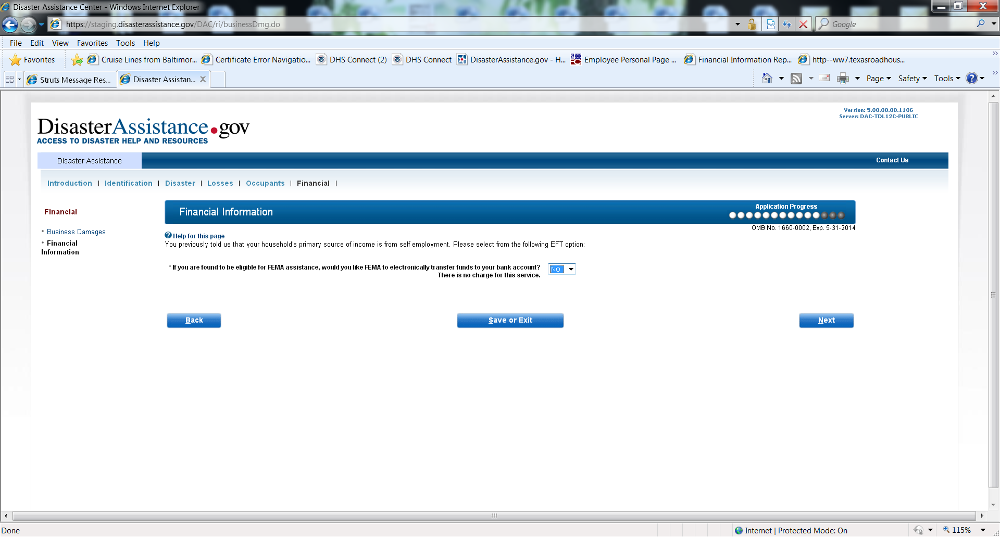 Disaster Assistance Center - Windows Internet Explorer
https://staging.disasterassistance.gov/DAC/ri/businessDmg.do
Google
File Edit View Favorites Tools Help
Favorites Cruise Lines from Baltimor... Certificate Error Navigatio... DHS Connect (2) DHS Connect DisasterAssistance.gov - H... Employee Personal Page ... Financial Information Rep... http--ww7.texasroadhous...
Struts Message Res... Disaster Assistan... Page Safety Tools
Version: 5.00.00.00.1106
Server: DAC-TDL12C-PUBLIC
DisasterAssistance.gov
ACCESS TO DISASTER HELP AND RESOURCES
Disaster Assistance Contact Us
Introduction | Identification | Disaster | Losses | Occupants | Financial |
Financial
• Business Damages
• Financial
Information
Financial Information
Application Progress
OMB No. 1660-0002, Exp. 5-31-2014
? Help for this page
You previously told us that your household's primary source of income is from self employment. Please select from the following EFT option:
* If you are found to be eligible for FEMA assistance, would you like FEMA to electronically transfer funds to your bank account? NO
There is no charge for this service.
Back Save or Exit Next
Done Internet | Protected Mode: On 115%